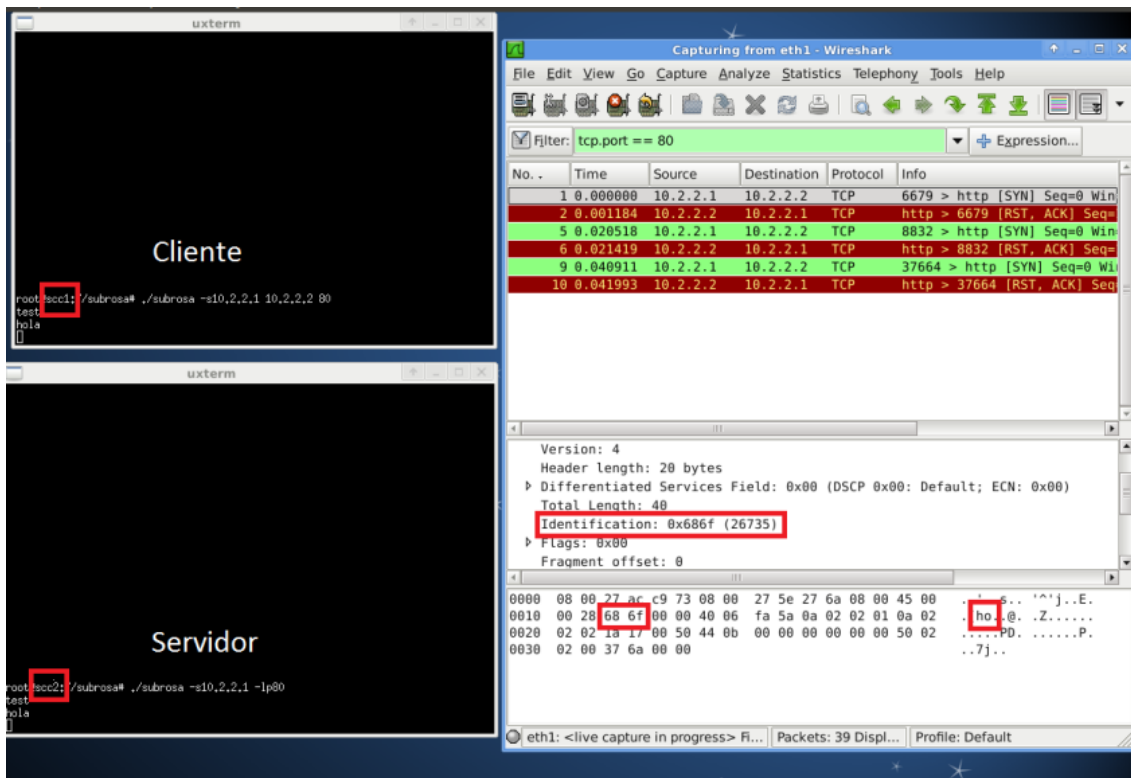 uxterm
Cliente
root@scc1:~/subrosa# ./subrosa -s10.2.2.1 10.2.2.2 80
test
hola
uxterm
Servidor
root@scc2:~/subrosa# ./subrosa -s10.2.2.1 -lp80
test
hola
Capturing from eth1 - Wireshark
File Edit View Go Capture Analyze Statistics Telephony Tools Help
Filter: tcp.port == 80 Expression...
No. . Time Source Destination Protocol Info
1 0.000000 10.2.2.1 10.2.2.2 TCP 6679 > http [SYN] Seq=0 Win
2 0.001184 10.2.2.2 10.2.2.1 TCP http > 6679 [RST, ACK] Seq=
5 0.020518 10.2.2.1 10.2.2.2 TCP 8832 > http [SYN] Seq=0 Win=
6 0.021419 10.2.2.2 10.2.2.1 TCP http > 8832 [RST, ACK] Seq=
9 0.040911 10.2.2.1 10.2.2.2 TCP 37664 > http [SYN] Seq=0 Wi
10 0.041993 10.2.2.2 10.2.2.1 TCP http > 37664 [RST, ACK] Seq
Version: 4
Header length: 20 bytes
Differentiated Services Field: 0x00 (DSCP 0x00: Default; ECN: 0x00)
Total Length: 40
Identification: 0x686f (26735)
Flags: 0x00
Fragment offset: 0
0000 08 00 27 ac c9 73 08 00 27 5e 27 6a 08 00 45 00 ..'..s.. '^'j..E.
0010 00 28 68 6f 00 00 40 06 fa 5a 0a 02 02 01 0a 02 .(ho..@. .Z......
0020 02 02 1a 17 00 50 44 0b 00 00 00 00 00 00 50 02 .....PD. ......P.
0030 02 00 37 6a 00 00 ..7j..
eth1: <live capture in progress> Fi... Packets: 39 Displ... Profile: Default